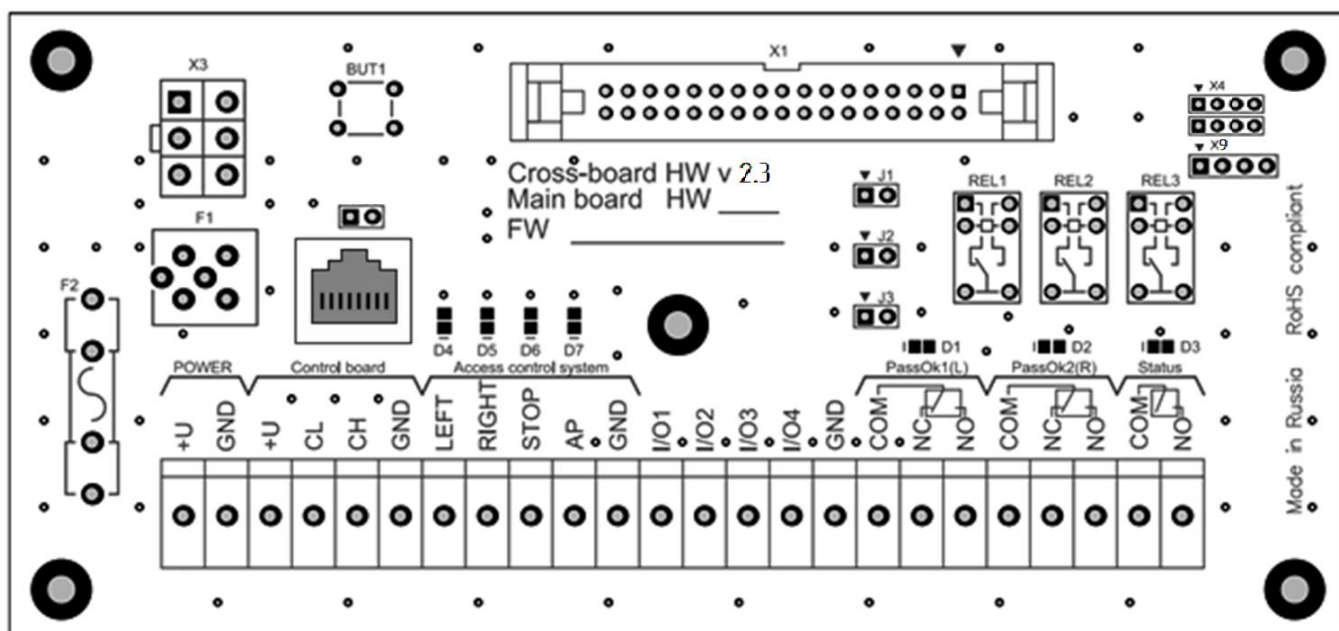 X3
BUT1
X1
X4
X9
Cross-board HW v 2.3
Main board HW ____
FW ____
J1
REL1
REL2
REL3
F1
J2
F2
J3
D4
D5
D6
D7
D1
D2
D3
POWER
Control board
Access control system
PassOk1(L)
PassOk2(R)
Status
+U
GND
+U
CL
CH
GND
LEFT
RIGHT
STOP
AP
GND
I/O1
I/O2
I/O3
I/O4
GND
COM
NC
NO
COM
NC
NO
COM
NO
Made in Russia RoHS compliant